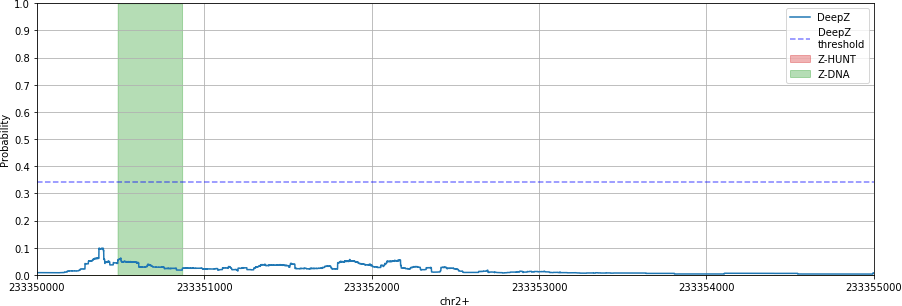 1.0
0.9
0.8
0.7
0.6
0.5
0.4
0.3
0.2
0.1
0.0
Probability
DeepZ
DeepZ
threshold
Z-HUNT
Z-DNA
233350000 233351000 233352000 233353000 233354000 233355000
chr2+